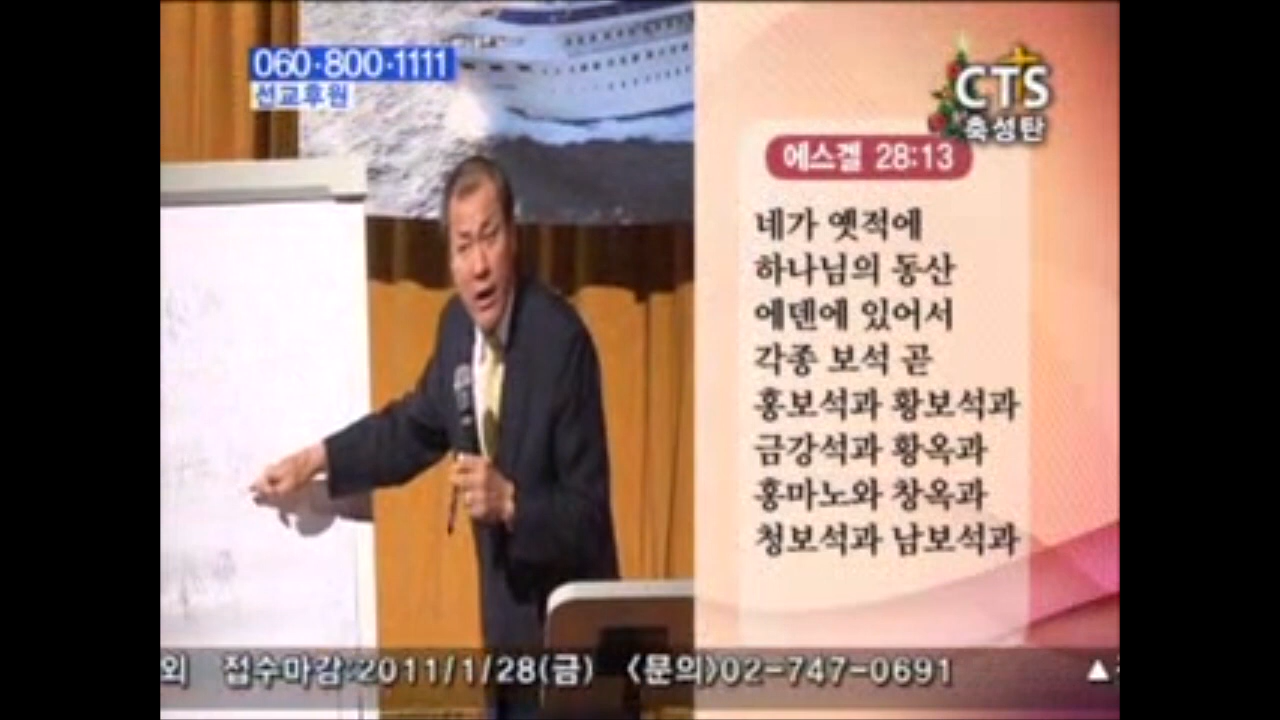 060·800·1111
선교후원
CTS
축성탄
에스겔 28:13
네가 옛적에
하나님의 동산
에덴에 있어서
각종 보석 곧
홍보석과 황보석과
금강석과 황옥과
홍마노와 창옥과
청보석과 남보석과
외 접수마감:2011/1/28(금) <문의>02-747-0691 ▲